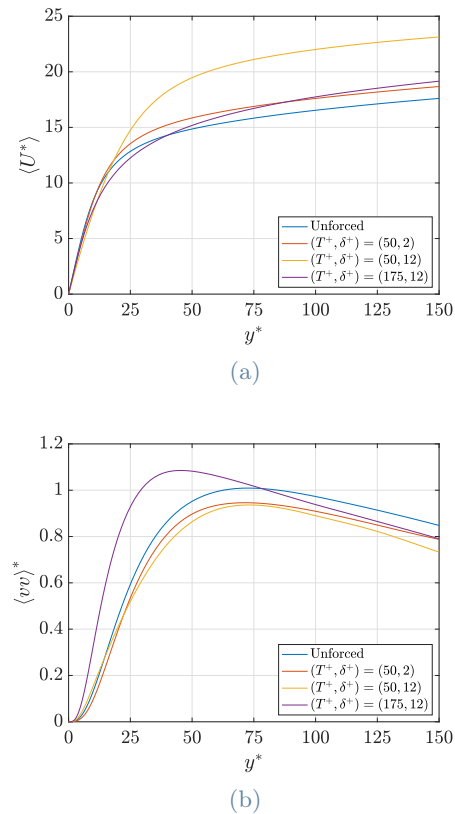 25
20
15
10
5
0
⟨U*⟩
0 25 50 75 100 125 150
y*
Unforced
(T⁺, δ⁺) = (50, 2)
(T⁺, δ⁺) = (50, 12)
(T⁺, δ⁺) = (175, 12)
(a)
1.2
1
0.8
0.6
0.4
0.2
0
⟨vv⟩*
0 25 50 75 100 125 150
y*
Unforced
(T⁺, δ⁺) = (50, 2)
(T⁺, δ⁺) = (50, 12)
(T⁺, δ⁺) = (175, 12)
(b)